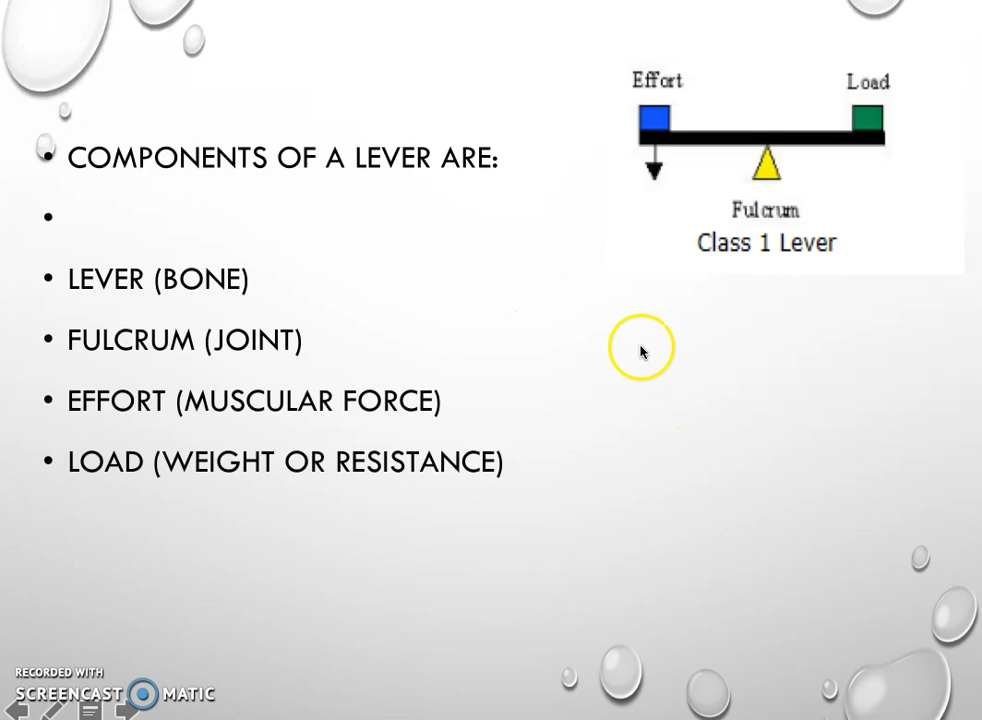 Effort Load
• COMPONENTS OF A LEVER ARE:
•
Fulcrum
Class 1 Lever
• LEVER (BONE)
• FULCRUM (JOINT)
• EFFORT (MUSCULAR FORCE)
• LOAD (WEIGHT OR RESISTANCE)
RECORDED WITH
SCREENCAST MATIC